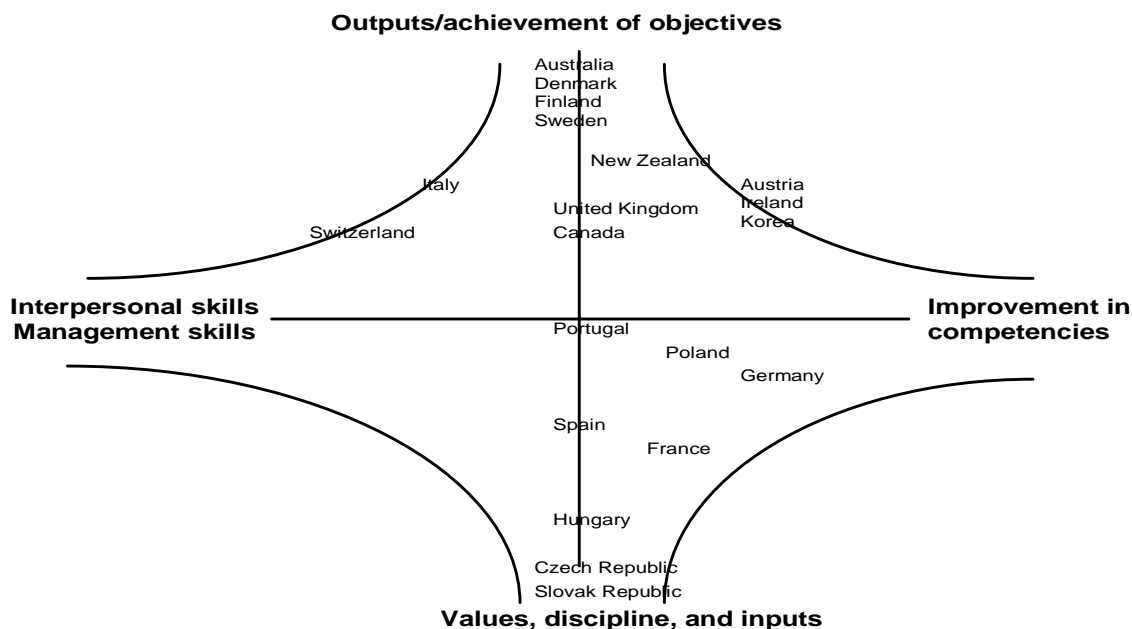 Outputs/achievement of objectives
Australia
Denmark
Finland
Sweden
New Zealand
Italy
Austria
Ireland
Korea
United Kingdom
Switzerland
Canada
Interpersonal skills
Management skills
Improvement in
competencies
Portugal
Poland
Germany
Spain
France
Hungary
Czech Republic
Slovak Republic
Values, discipline, and inputs